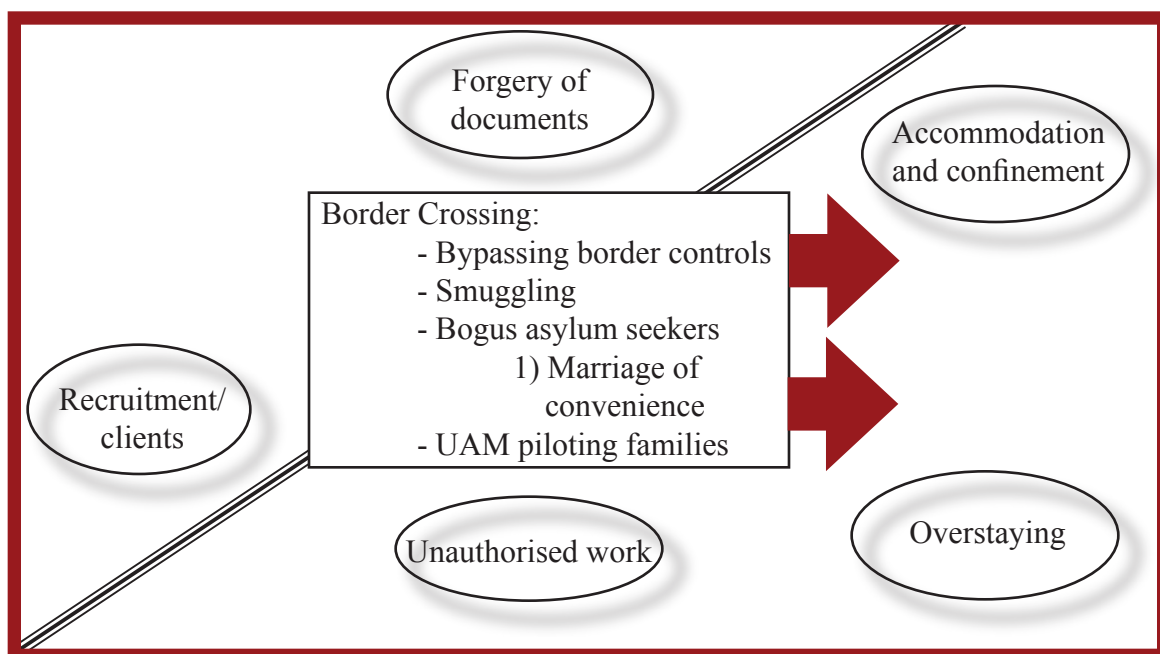 Forgery of
documents
Accommodation
and confinement
Border Crossing:
- Bypassing border controls
- Smuggling
- Bogus asylum seekers
1) Marriage of
convenience
- UAM piloting families
Recruitment/
clients
Unauthorised work
Overstaying